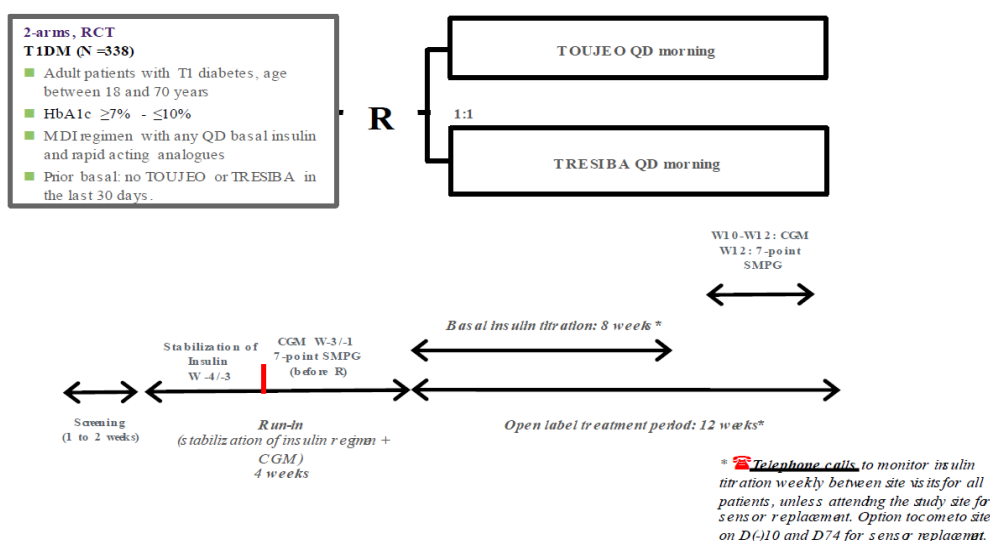 2-arms, RCT
T1DM (N =338)
Adult patients with T1 diabetes, age
between 18 and 70 years
HbA1c ≥7% - ≤10%
MDI regimen with any QD basal insulin
and rapid acting analogues
Prior basal: no TOUJEO or TRESIBA in
the last 30 days.
R
1:1
TOUJEO QD morning
TRESIBA QD morning
W10-W12: CGM
W12: 7-point
SMPG
Basal insulin titration: 8 weeks *
Stabilization of
Insulin
W -4/-3
CGM W-3/-1
7-point SMPG
(before R)
Screening
(1 to 2 weeks)
Run-in
(stabilization of insulin regimen +
CGM)
4 weeks
Open label treatment period: 12 weeks*
* ☎Telephone calls to monitor insulin
titration weekly between site visits for all
patients, unless attending the study site for
sensor replacement. Option to come to site
on D(-)10 and D74 for sensor replacement.